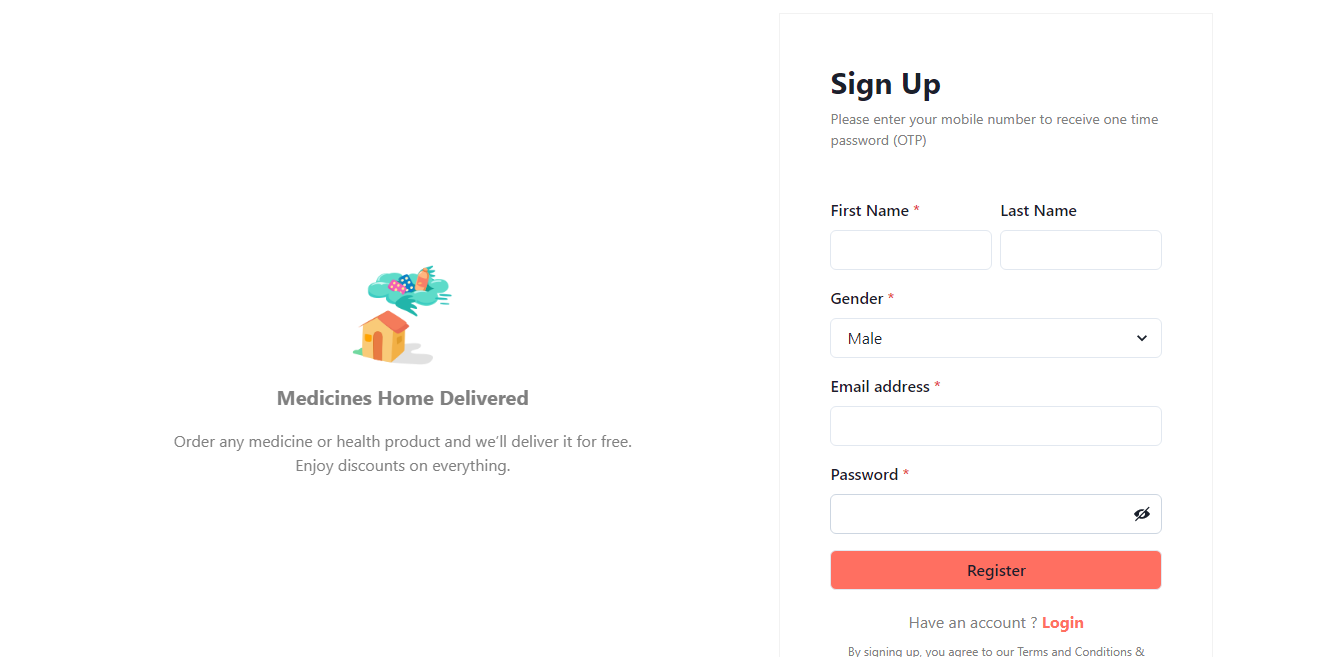 Sign Up
Please enter your mobile number to receive one time
password (OTP)
First Name *
Last Name
Gender *
Male
Email address *
Password *
Register
Have an account ? Login
By signing up, you agree to our Terms and Conditions &
Medicines Home Delivered
Order any medicine or health product and we’ll deliver it for free.
Enjoy discounts on everything.